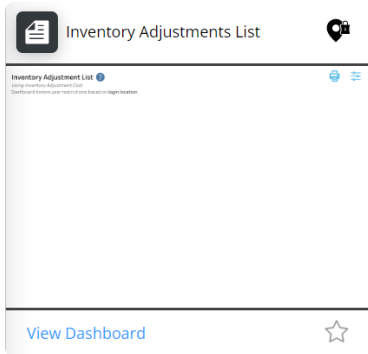 Inventory Adjustments List
Inventory Adjustment List ?
Using Inventory Adjustment Cost
Dashboard honors user restrictions based on login location
View Dashboard